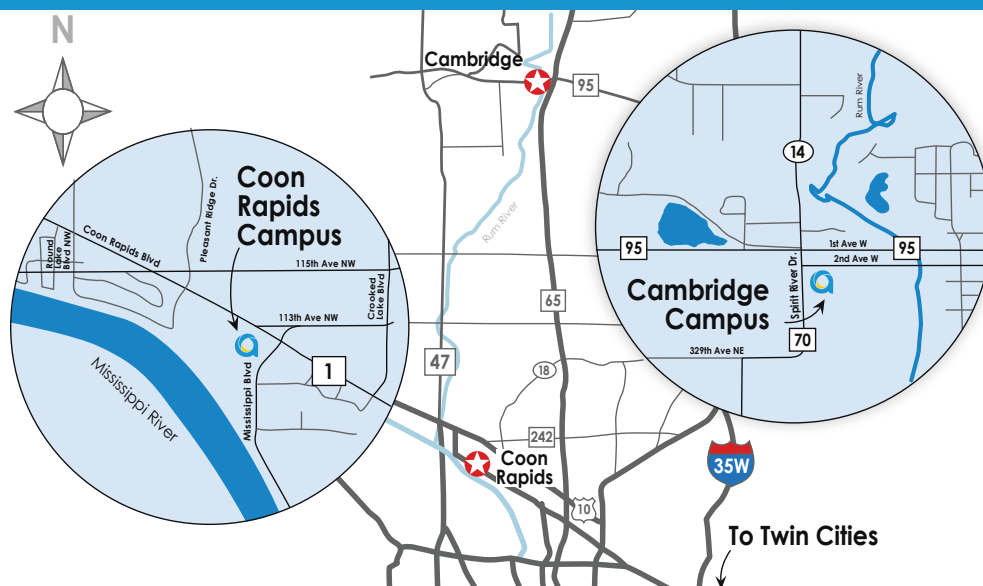 N
Cambridge
95
Rum River
Coon
Rapids
Campus
Pleasant Ridge Dr.
Coon Rapids Blvd
Round
Lake
Blvd NW
115th Ave NW
Crooked
Lake Blvd
113th Ave NW
1
Mississippi Blvd
Mississippi River
Rum River
14
95
1st Ave W
95
2nd Ave W
Spirit River Dr.
Cambridge
Campus
70
329th Ave NE
65
47
18
242
Coon
Rapids
10
35W
To Twin Cities